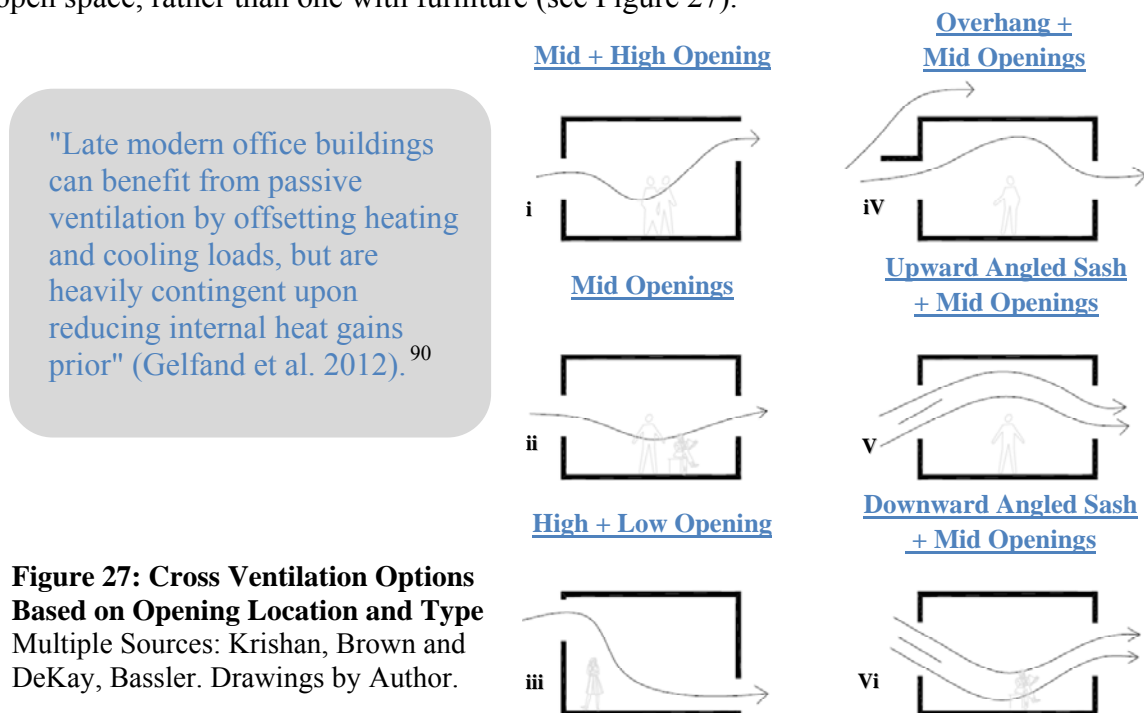 open space, rather than one with furniture (see Figure 27).
"Late modern office buildings
can benefit from passive
ventilation by offsetting heating
and cooling loads, but are
heavily contingent upon
reducing internal heat gains
prior" (Gelfand et al. 2012). 90
Figure 27: Cross Ventilation Options
Based on Opening Location and Type
Multiple Sources: Krishan, Brown and
DeKay, Bassler. Drawings by Author.
Mid + High Opening
i
Mid Openings
ii
High + Low Opening
iii
Overhang +
Mid Openings
iV
Upward Angled Sash
+ Mid Openings
V
Downward Angled Sash
+ Mid Openings
Vi